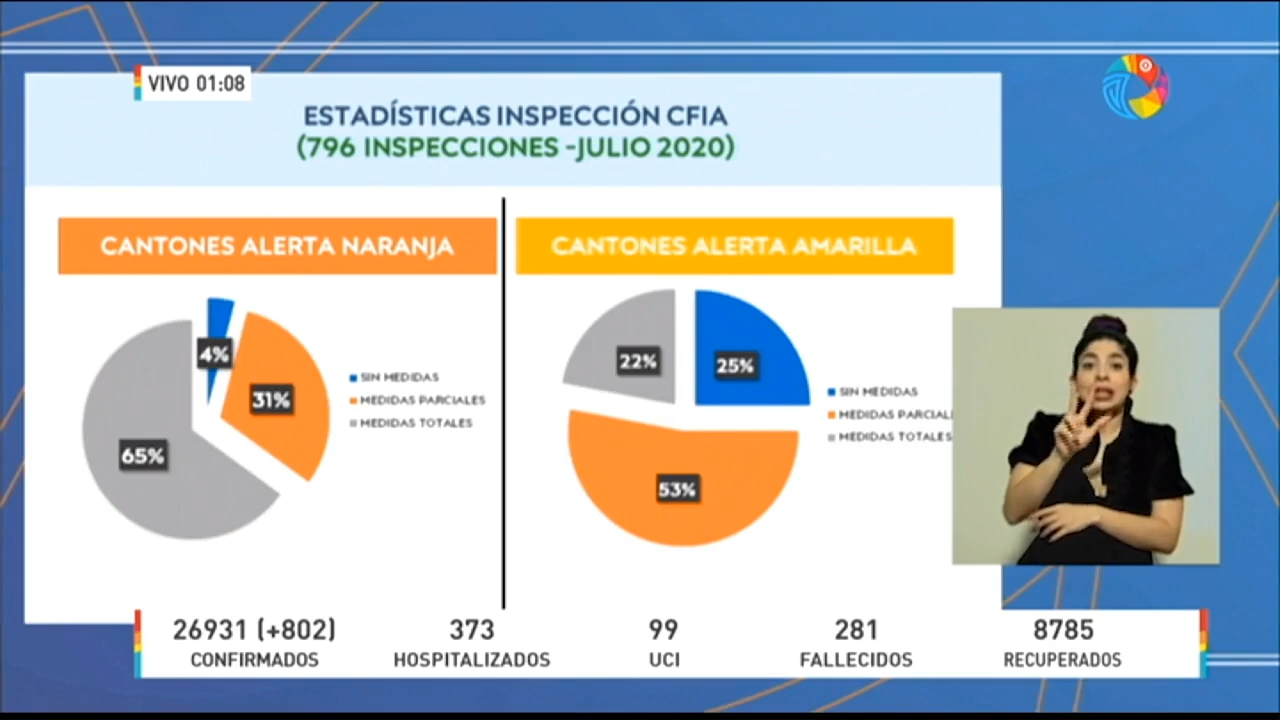 VIVO 01:08
ESTADÍSTICAS INSPECCIÓN CFIA
(796 INSPECCIONES -JULIO 2020)
CANTONES ALERTA NARANJA
4%
31%
65%
SIN MEDIDAS
MEDIDAS PARCIALES
MEDIDAS TOTALES
CANTONES ALERTA AMARILLA
22%
25%
53%
SIN MEDIDAS
MEDIDAS PARCIAL
MEDIDAS TOTALES
26931 (+802)
CONFIRMADOS
373
HOSPITALIZADOS
99
UCI
281
FALLECIDOS
8785
RECUPERADOS